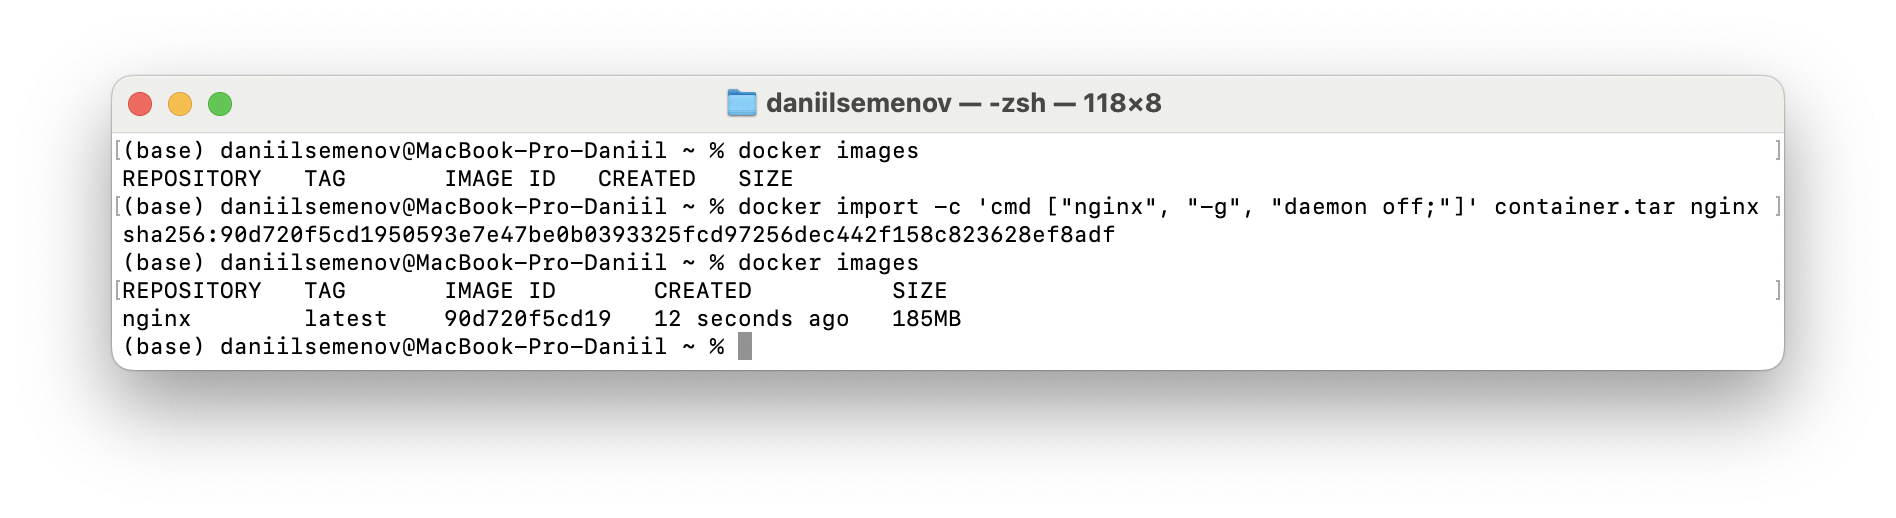 daniilsemenov — -zsh — 118×8
[(base) daniilsemenov@MacBook-Pro-Daniil ~ % docker images ]
REPOSITORY   TAG       IMAGE ID   CREATED   SIZE
[(base) daniilsemenov@MacBook-Pro-Daniil ~ % docker import -c 'cmd ["nginx", "-g", "daemon off;"]' container.tar nginx ]
sha256:90d720f5cd1950593e7e47be0b0393325fcd97256dec442f158c823628ef8adf
(base) daniilsemenov@MacBook-Pro-Daniil ~ % docker images
[REPOSITORY   TAG       IMAGE ID       CREATED          SIZE ]
nginx        latest    90d720f5cd19   12 seconds ago   185MB
(base) daniilsemenov@MacBook-Pro-Daniil ~ %